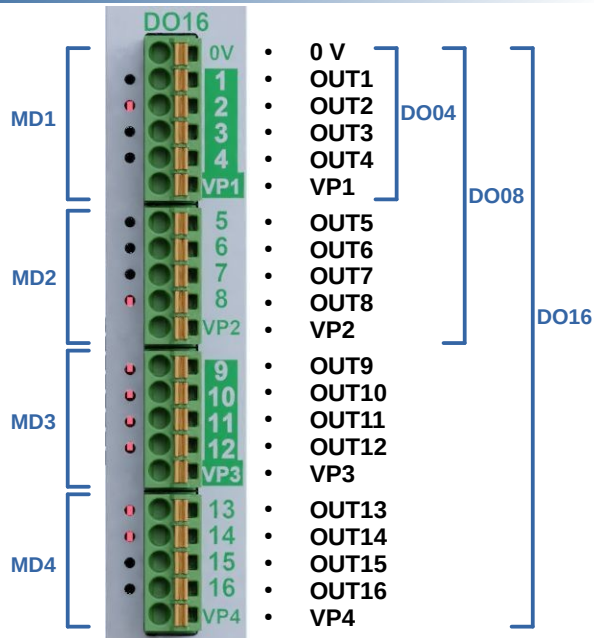 DO16
0V • 0 V
1 • OUT1
2 • OUT2
MD1 DO04
3 • OUT3
4 • OUT4
VP1 • VP1
DO08
5 • OUT5
6 • OUT6
MD2
7 • OUT7
8 • OUT8
DO16
VP2 • VP2
9 • OUT9
10 • OUT10
MD3
11 • OUT11
12 • OUT12
VP3 • VP3
13 • OUT13
14 • OUT14
MD4
15 • OUT15
16 • OUT16
VP4 • VP4